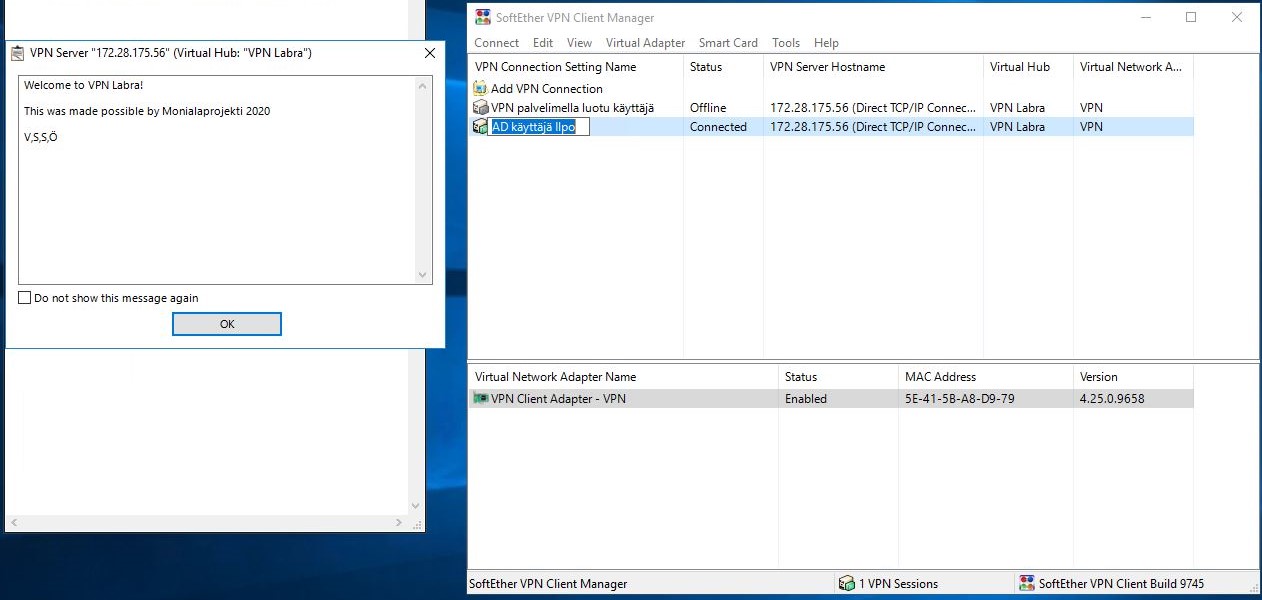 VPN Server "172.28.175.56" (Virtual Hub: "VPN Labra")
Welcome to VPN Labra!
This was made possible by Monialaprojekti 2020
V,S,S,Ö
Do not show this message again
OK
SoftEther VPN Client Manager
Connect Edit View Virtual Adapter Smart Card Tools Help
VPN Connection Setting Name Status VPN Server Hostname Virtual Hub Virtual Network A...
Add VPN Connection
VPN palvelimella luotu käyttäjä Offline 172.28.175.56 (Direct TCP/IP Connec... VPN Labra VPN
AD käyttäjä Ilpo Connected 172.28.175.56 (Direct TCP/IP Connec... VPN Labra VPN
Virtual Network Adapter Name Status MAC Address Version
VPN Client Adapter - VPN Enabled 5E-41-5B-A8-D9-79 4.25.0.9658
SoftEther VPN Client Manager 1 VPN Sessions SoftEther VPN Client Build 9745